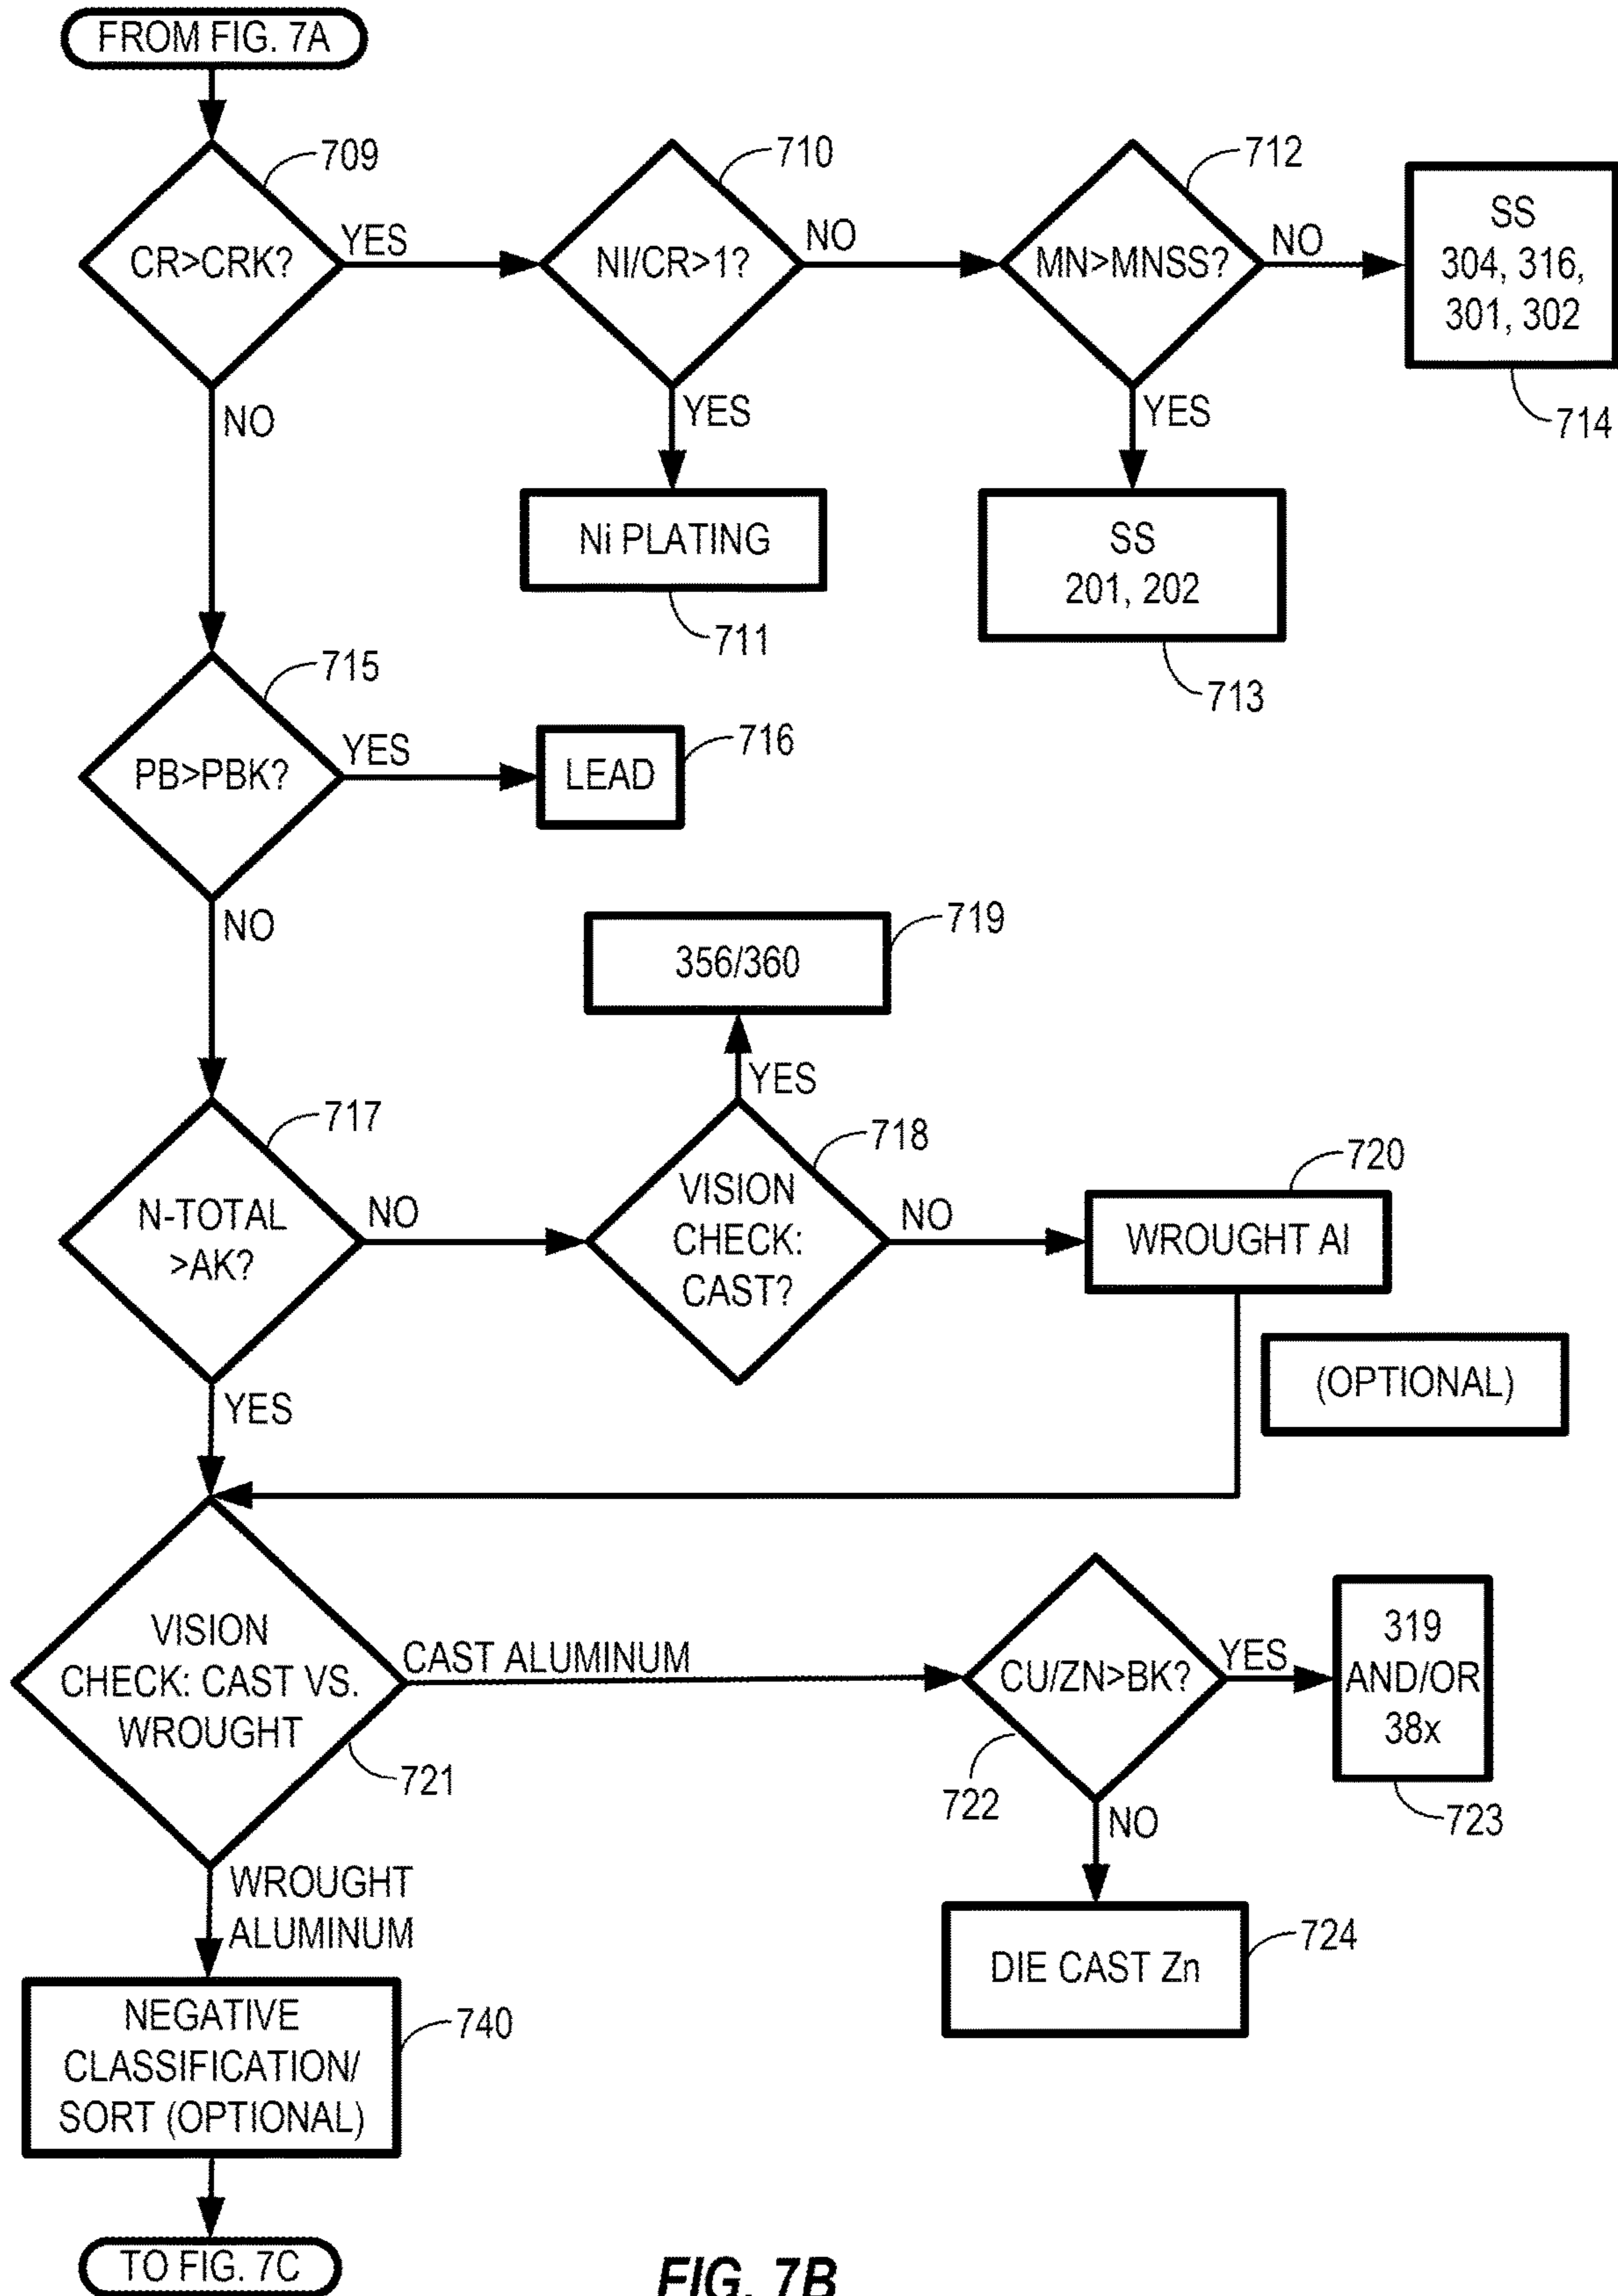 FROM FIG. 7A
709
CR>CRK?
YES
710
NI/CR>1?
NO
712
MN>MNSS?
NO
SS
304, 316,
301, 302
714
NO
YES
Ni PLATING
711
YES
SS
201, 202
713
715
PB>PBK?
YES
LEAD
716
NO
719
356/360
YES
717
N-TOTAL
>AK?
NO
718
VISION
CHECK:
CAST?
NO
720
WROUGHT Al
(OPTIONAL)
YES
VISION
CHECK: CAST VS.
WROUGHT
721
CAST ALUMINUM
CU/ZN>BK?
722
YES
319
AND/OR
38x
723
NO
DIE CAST Zn
724
WROUGHT
ALUMINUM
NEGATIVE
CLASSIFICATION/
SORT (OPTIONAL)
740
TO FIG. 7C
FIG. 7B